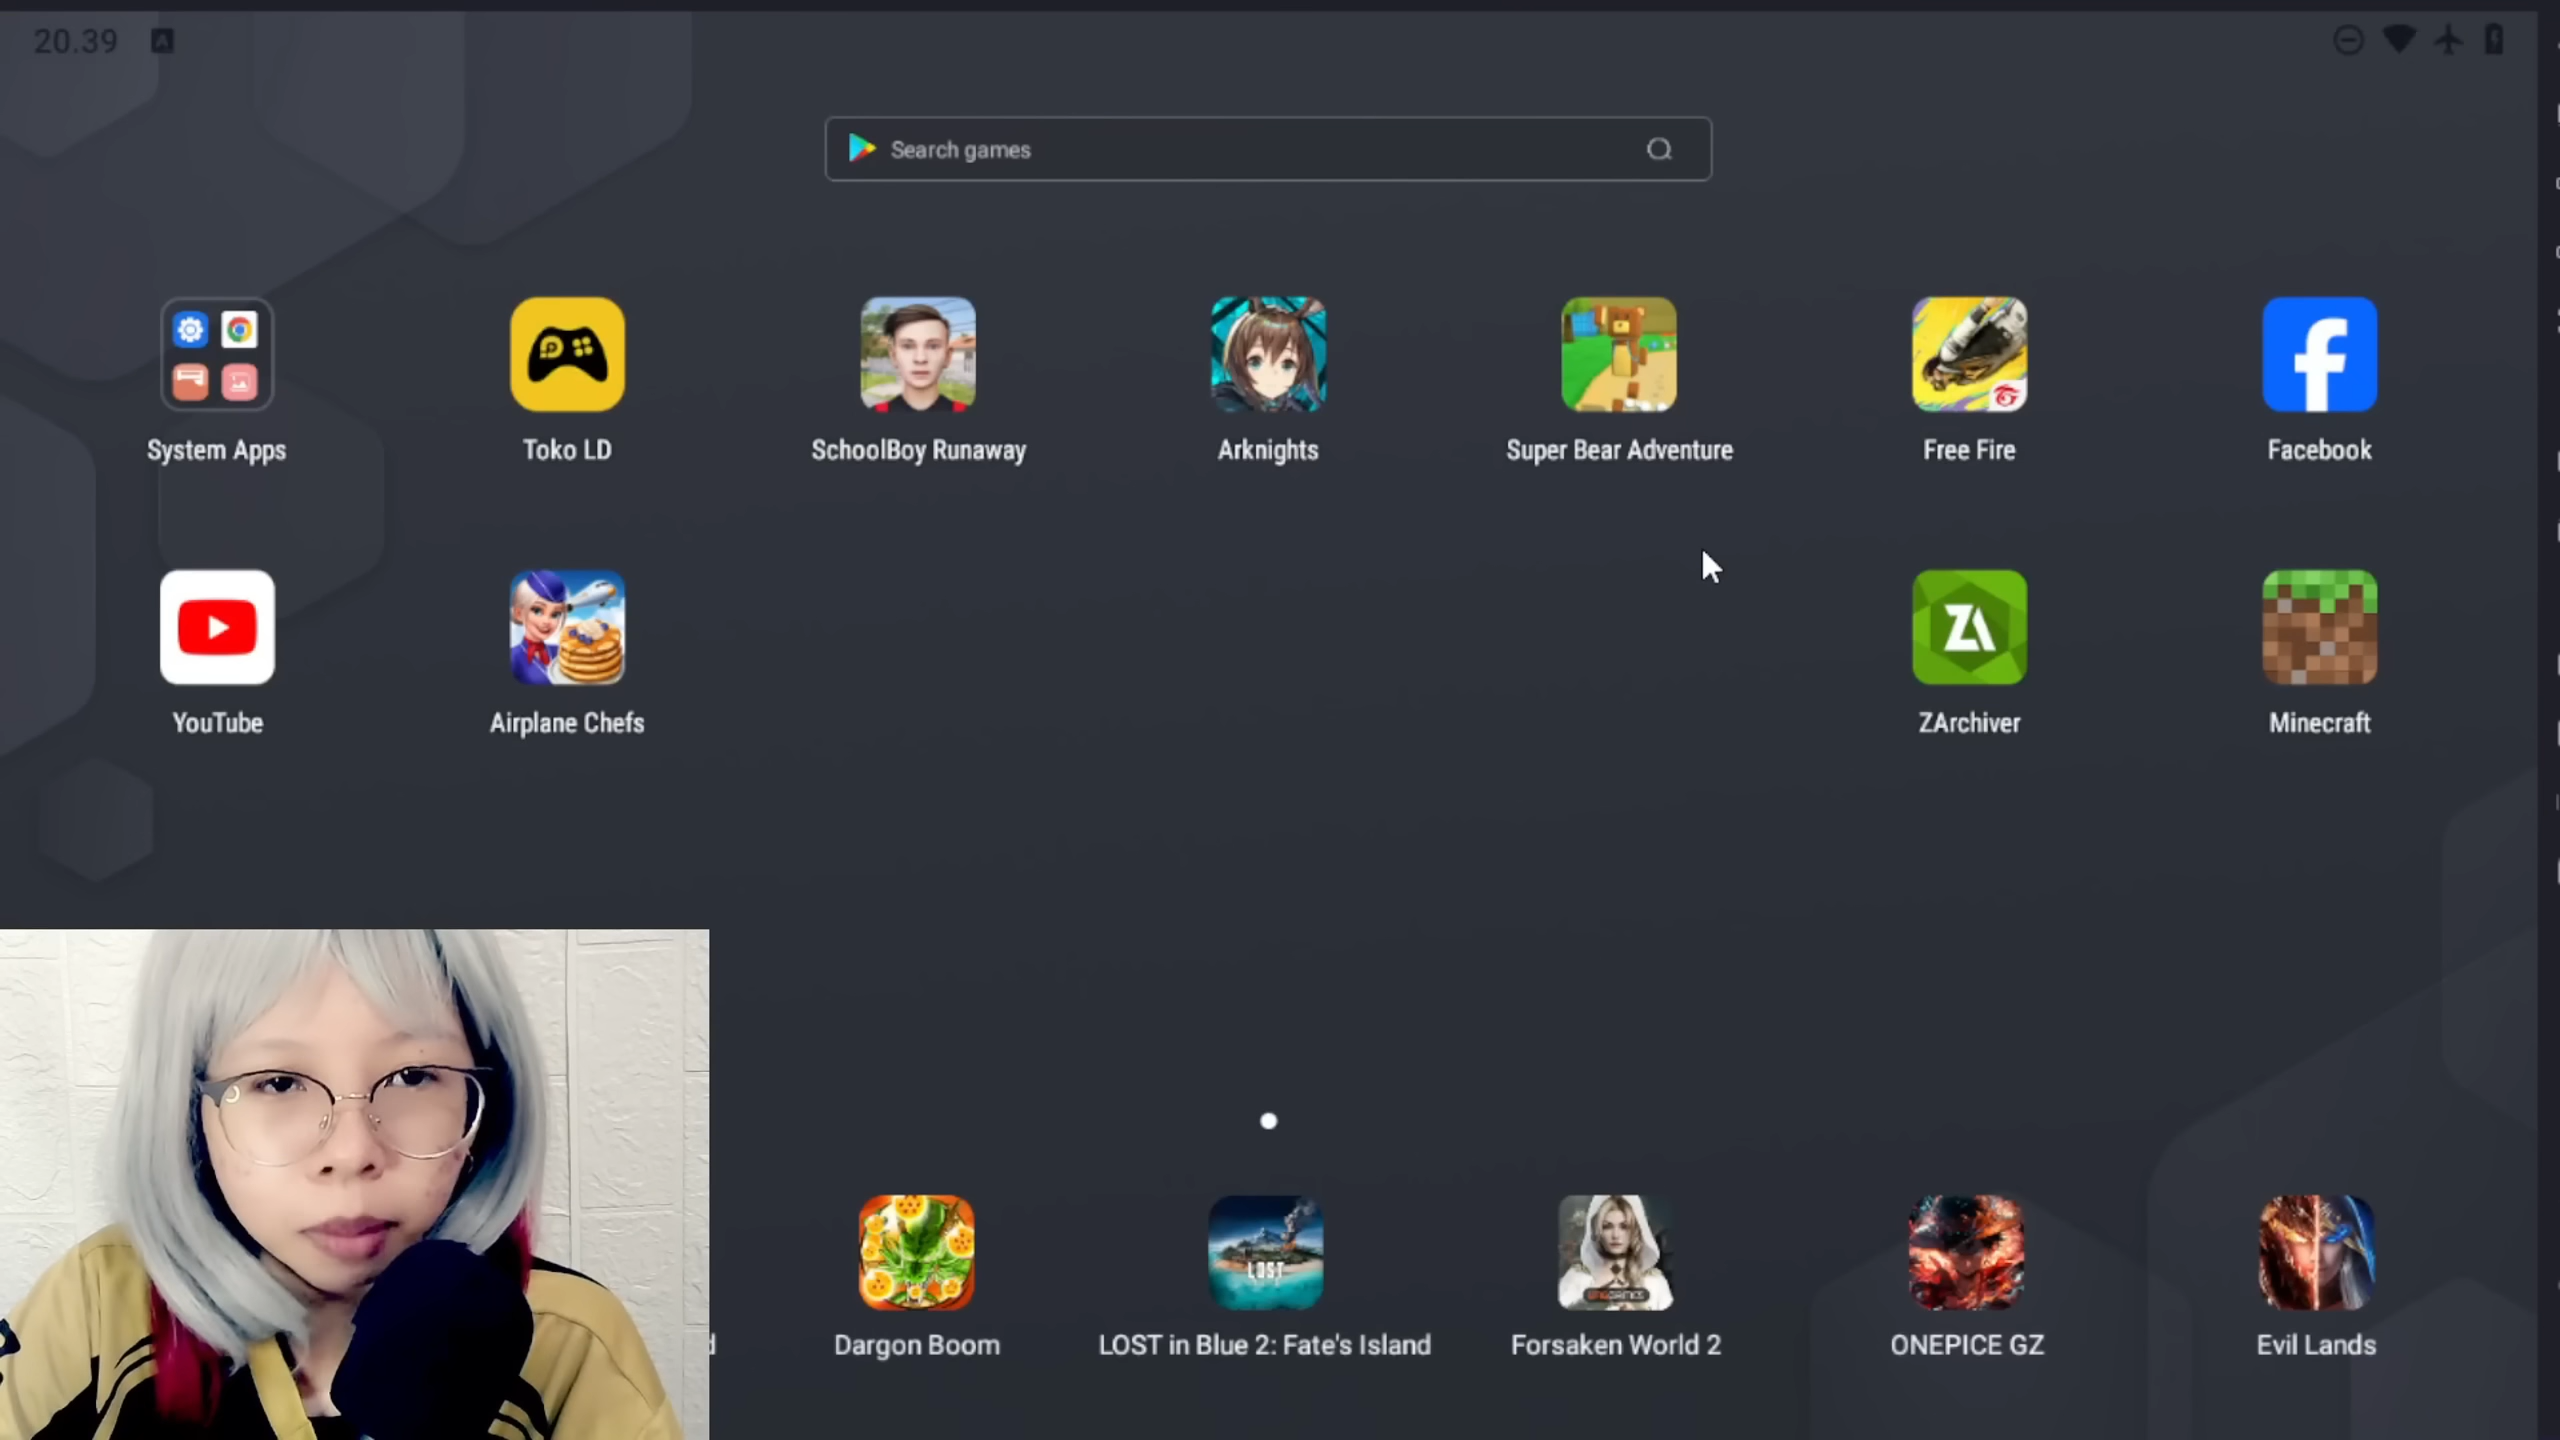 20.39
Search games
System Apps
Toko LD
SchoolBoy Runaway
Arknights
Super Bear Adventure
Free Fire
Facebook
YouTube
Airplane Chefs
ZArchiver
Minecraft
LOST
Dargon Boom
LOST in Blue 2: Fate's Island
Forsaken World 2
ONEPICE GZ
Evil Lands